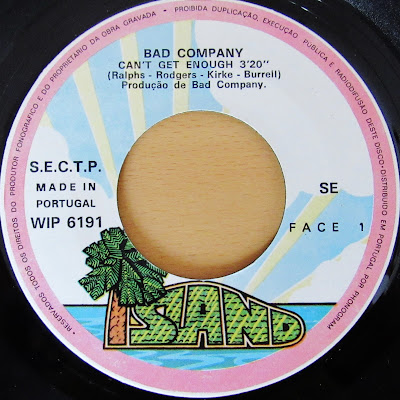 • RESERVADOS TODOS OS DIREITOS DO PRODUTOR FONOGRÁFICO E DO PROPRIETÁRIO DA OBRA GRAVADA • PROIBIDA DUPLICAÇÃO, EXECUÇÃO PUBLICA E RADIODIFUSÃO DESTE DISCO • DISTRIBUIDO EM PORTUGAL POR PHONOGRAM
BAD COMPANY
CAN'T GET ENOUGH 3'20"
(Ralphs - Rodgers - Kirke - Burrell)
Produção de Bad Company.
S.E.C.T.P.
MADE IN
PORTUGAL
WIP 6191
SE
FACE 1
ISLAND